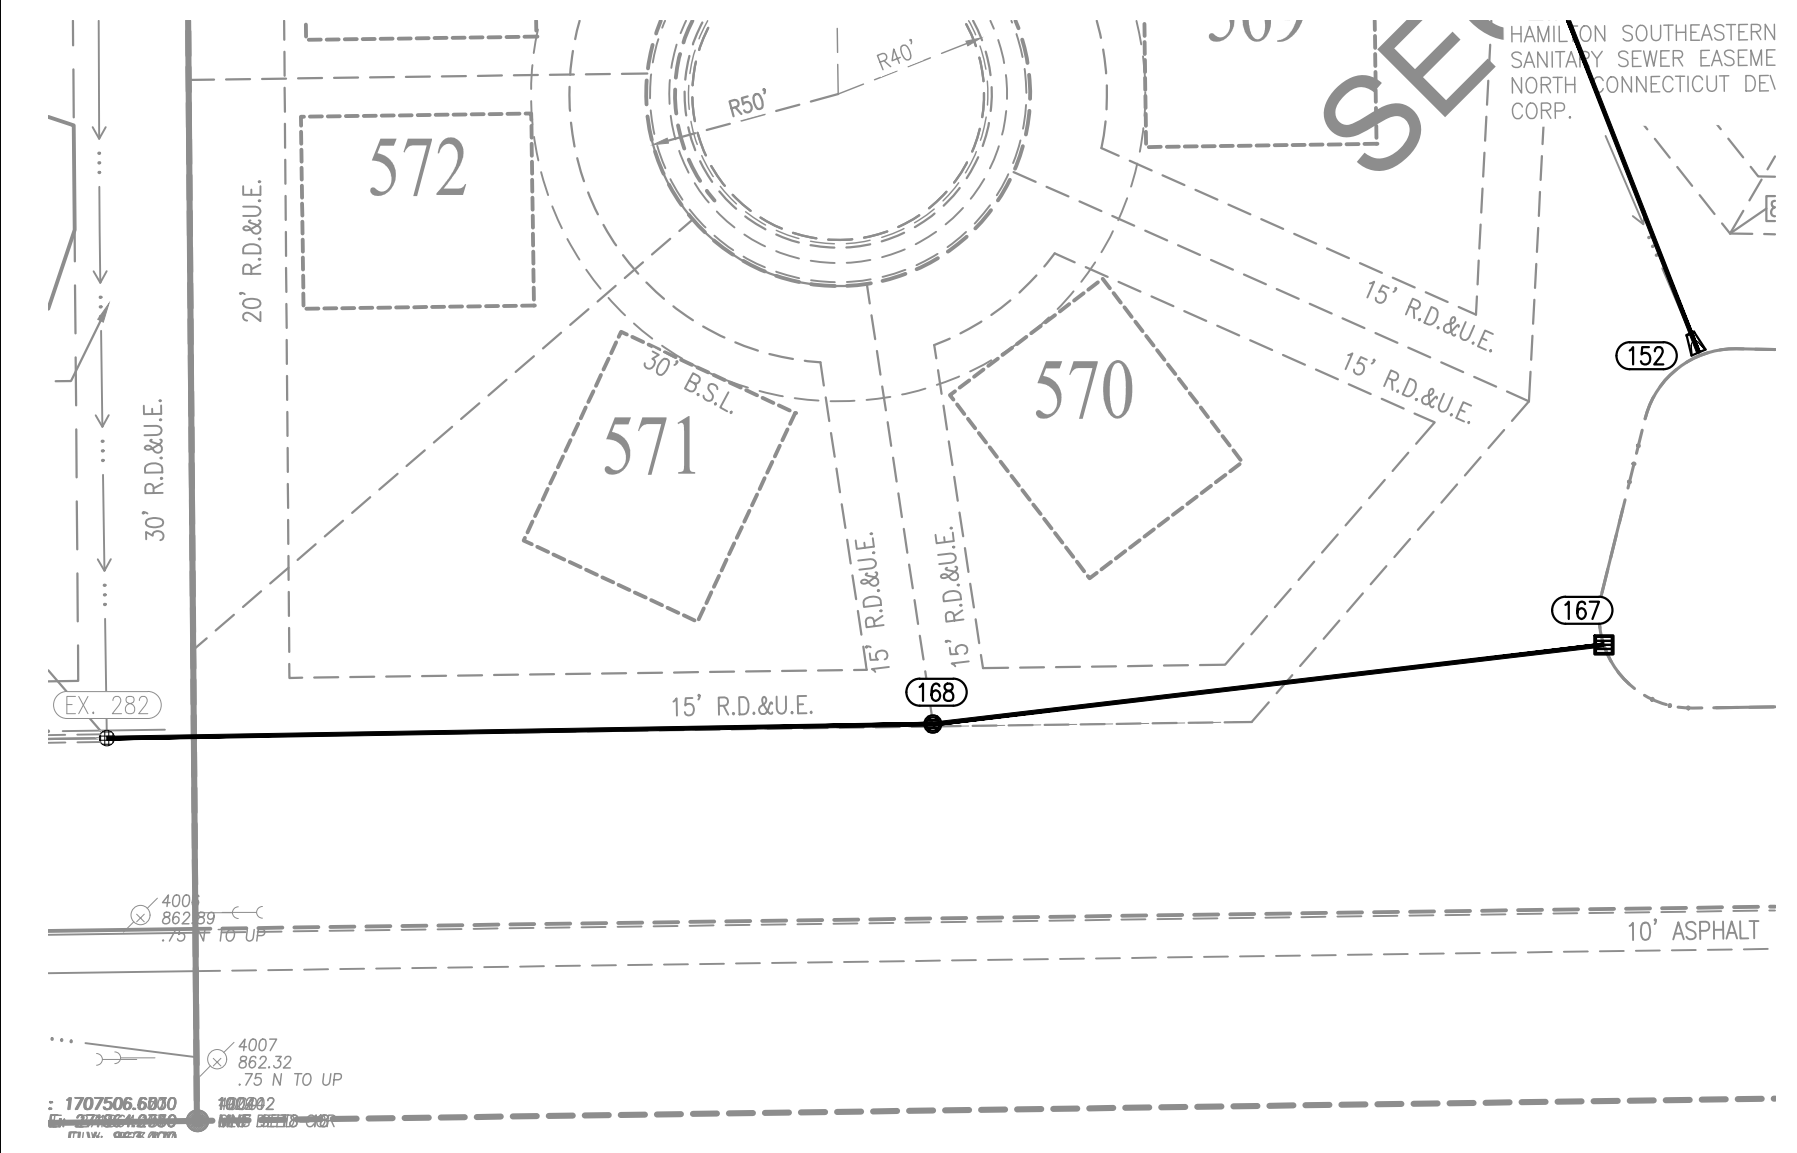 R40'
R50'
HAMILTON SOUTHEASTERN
SANITARY SEWER EASEME
NORTH CONNECTICUT DEV
CORP.
569
SEC
572
20' R.D.&U.E.
30' R.D.&U.E.
15' R.D.&U.E.
15' R.D.&U.E.
152
30' B.S.L.
571
570
15' R.D.&U.E.
15' R.D.&U.E.
167
168
EX. 282
15' R.D.&U.E.
862.89
.75 N TO UP
10' ASPHALT
4007
862.32
.75 N TO UP